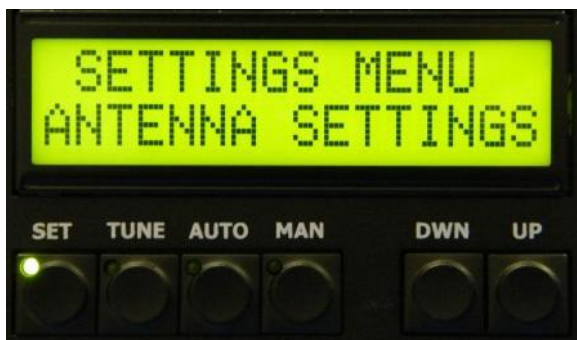 SETTINGS MENU
ANTENNA SETTINGS
SET TUNE AUTO MAN DWN UP